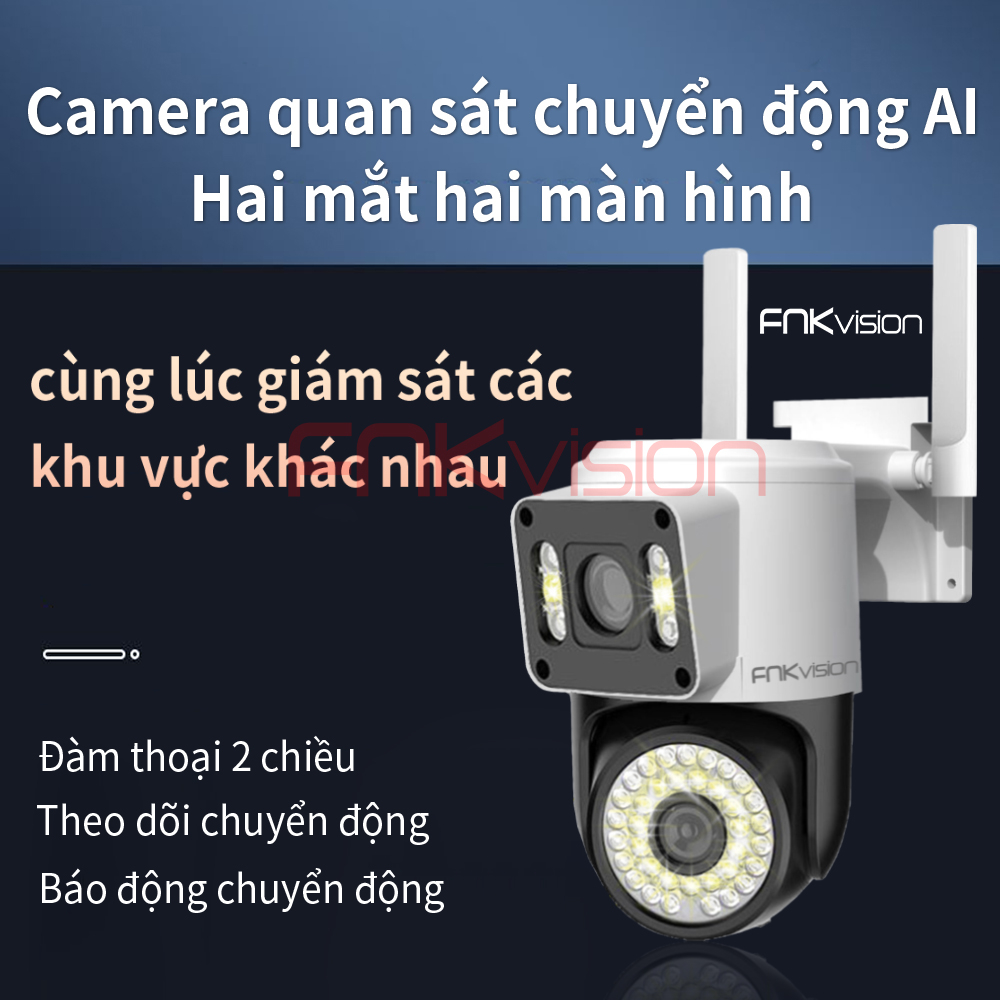 Camera quan sát chuyển động AI
Hai mắt hai màn hình
FNKvision
cùng lúc giám sát các
khu vực khác nhau
FNKvision
FNKvision
Đàm thoại 2 chiều
Theo dõi chuyển động
Báo động chuyển động